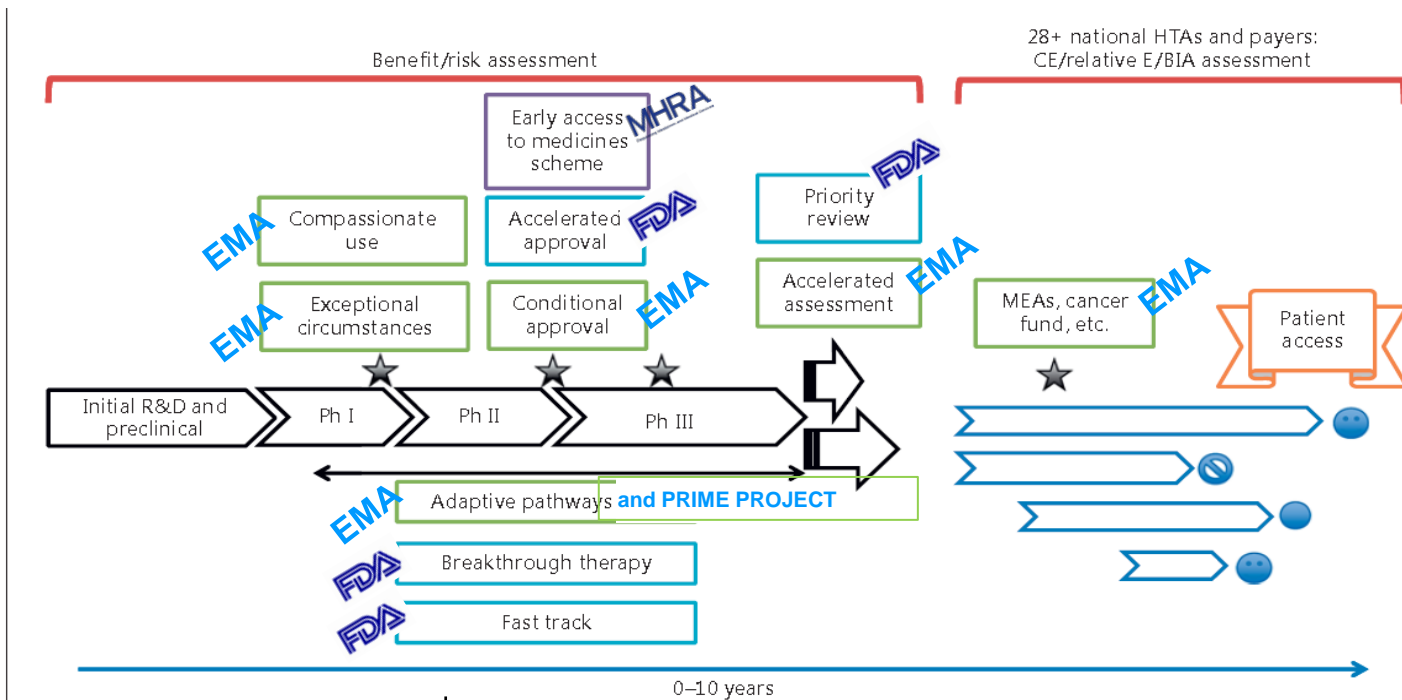 Benefit/risk assessment
28+ national HTAs and payers:
CE/relative E/BIA assessment
Early access
to medicines
scheme
MHRA
Compassionate
use
EMA
Accelerated
approval
FDA
Priority
review
FDA
Exceptional
circumstances
EMA
Conditional
approval
EMA
Accelerated
assessment
EMA
MEAs, cancer
fund, etc.
EMA
Patient
access
Initial R&D and
preclinical
Ph I
Ph II
Ph III
EMA
Adaptive pathways and PRIME PROJECT
FDA
Breakthrough therapy
FDA
Fast track
0–10 years